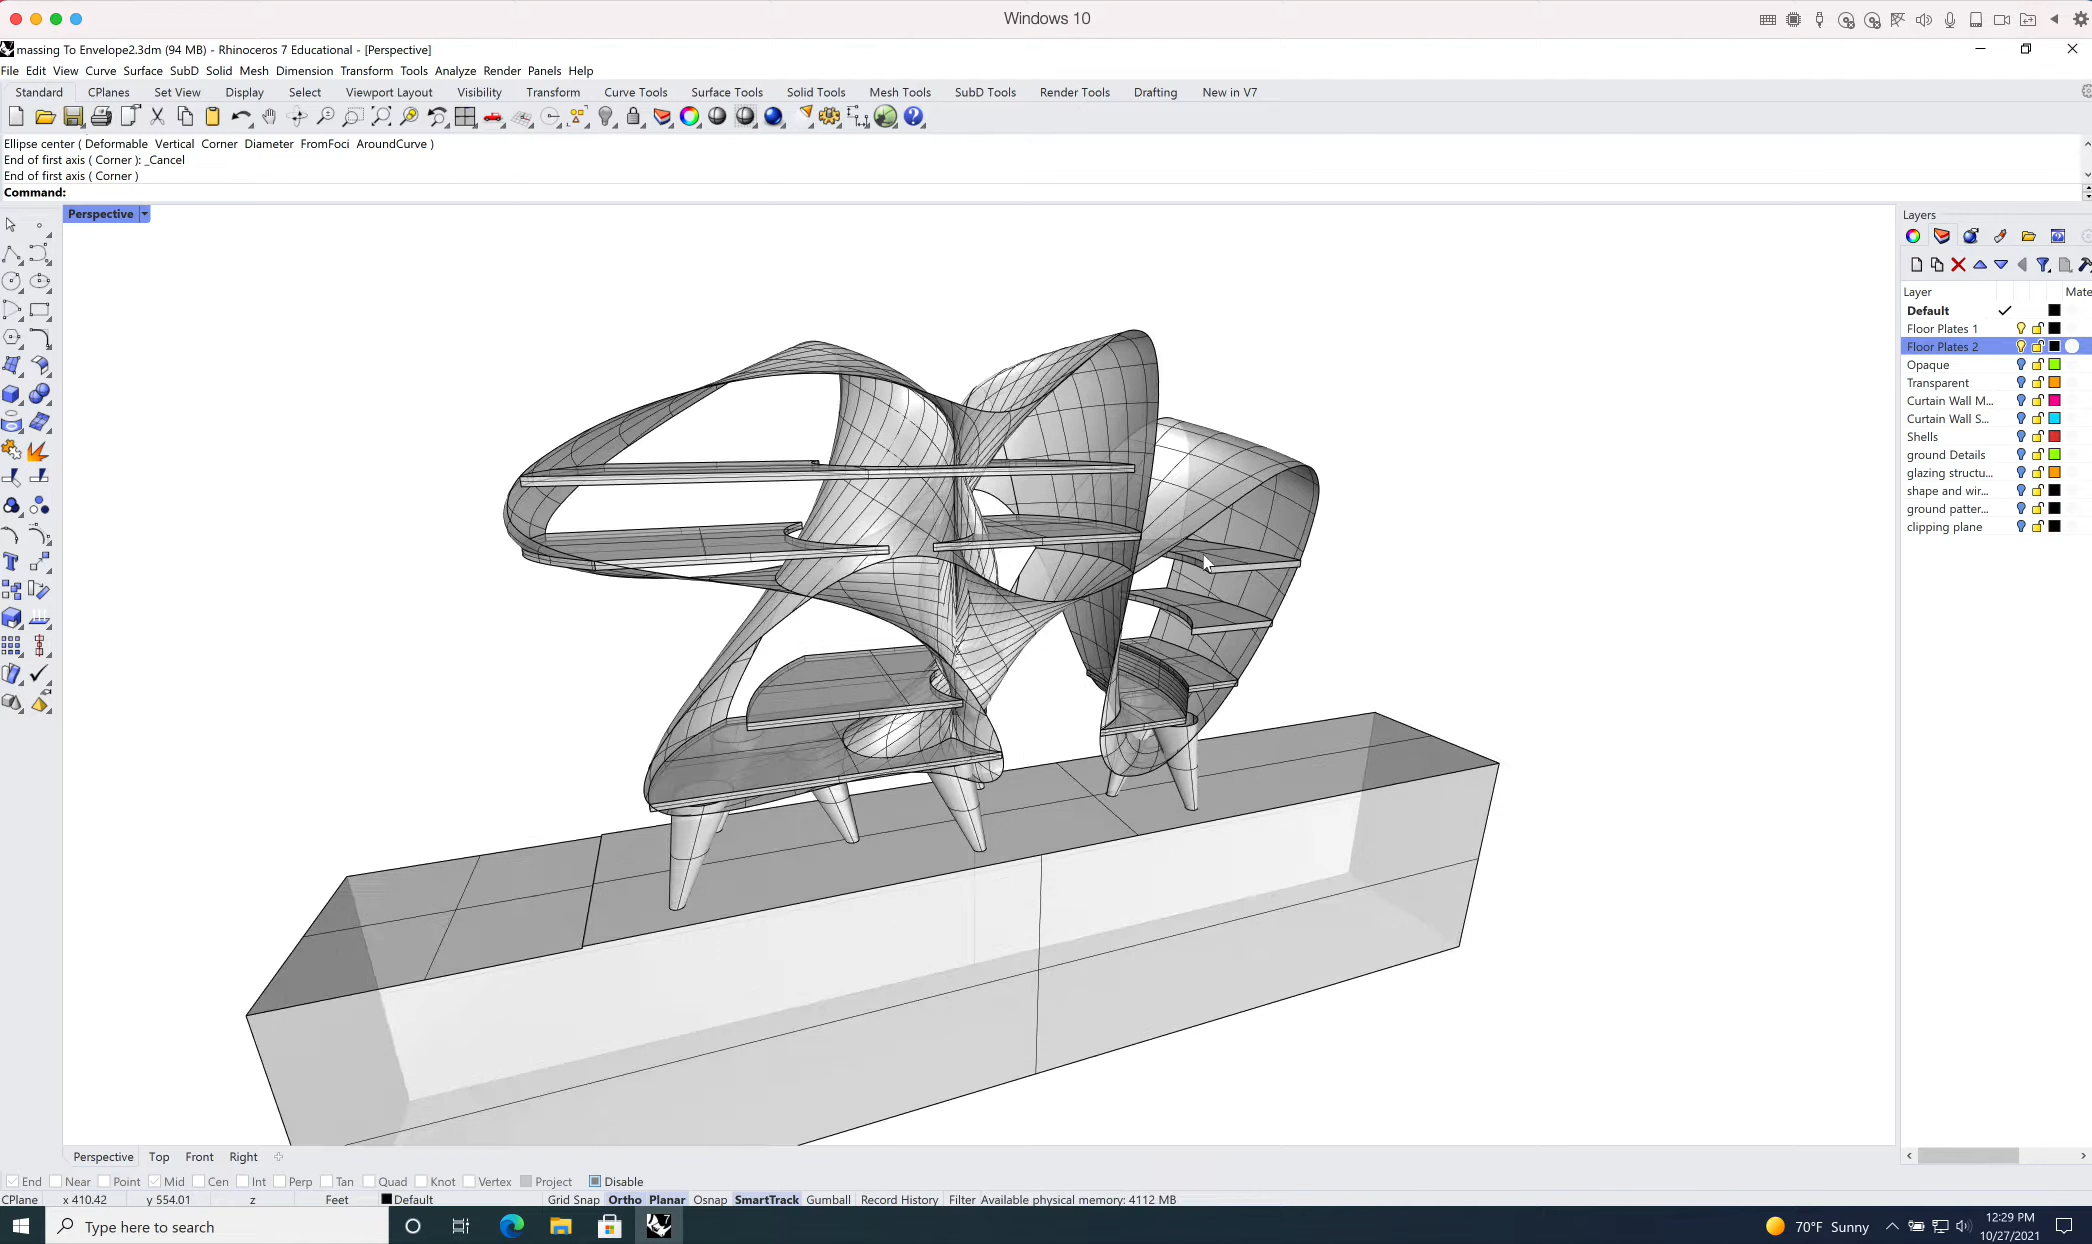 Windows 10
massing To Envelope2.3dm (94 MB) - Rhinoceros 7 Educational - [Perspective]
File Edit View Curve Surface SubD Solid Mesh Dimension Transform Tools Analyze Render Panels Help
Standard CPlanes Set View Display Select Viewport Layout Visibility Transform Curve Tools Surface Tools Solid Tools Mesh Tools SubD Tools Render Tools Drafting New in V7
Ellipse center ( Deformable Vertical Corner Diameter FromFoci AroundCurve )
End of first axis ( Corner ): _Cancel
End of first axis ( Corner )
Command:
Perspective
Layers
Layer Mate
Default
Floor Plates 1
Floor Plates 2
Opaque
Transparent
Curtain Wall M...
Curtain Wall S...
Shells
ground Details
glazing structu...
shape and wir...
ground patter...
clipping plane
Perspective Top Front Right
End Near Point Mid Cen Int Perp Tan Quad Knot Vertex Project Disable
CPlane x 410.42 y 554.01 z Feet Default Grid Snap Ortho Planar Osnap SmartTrack Gumball Record History Filter Available physical memory: 4112 MB
Type here to search
70°F Sunny
12:29 PM
10/27/2021